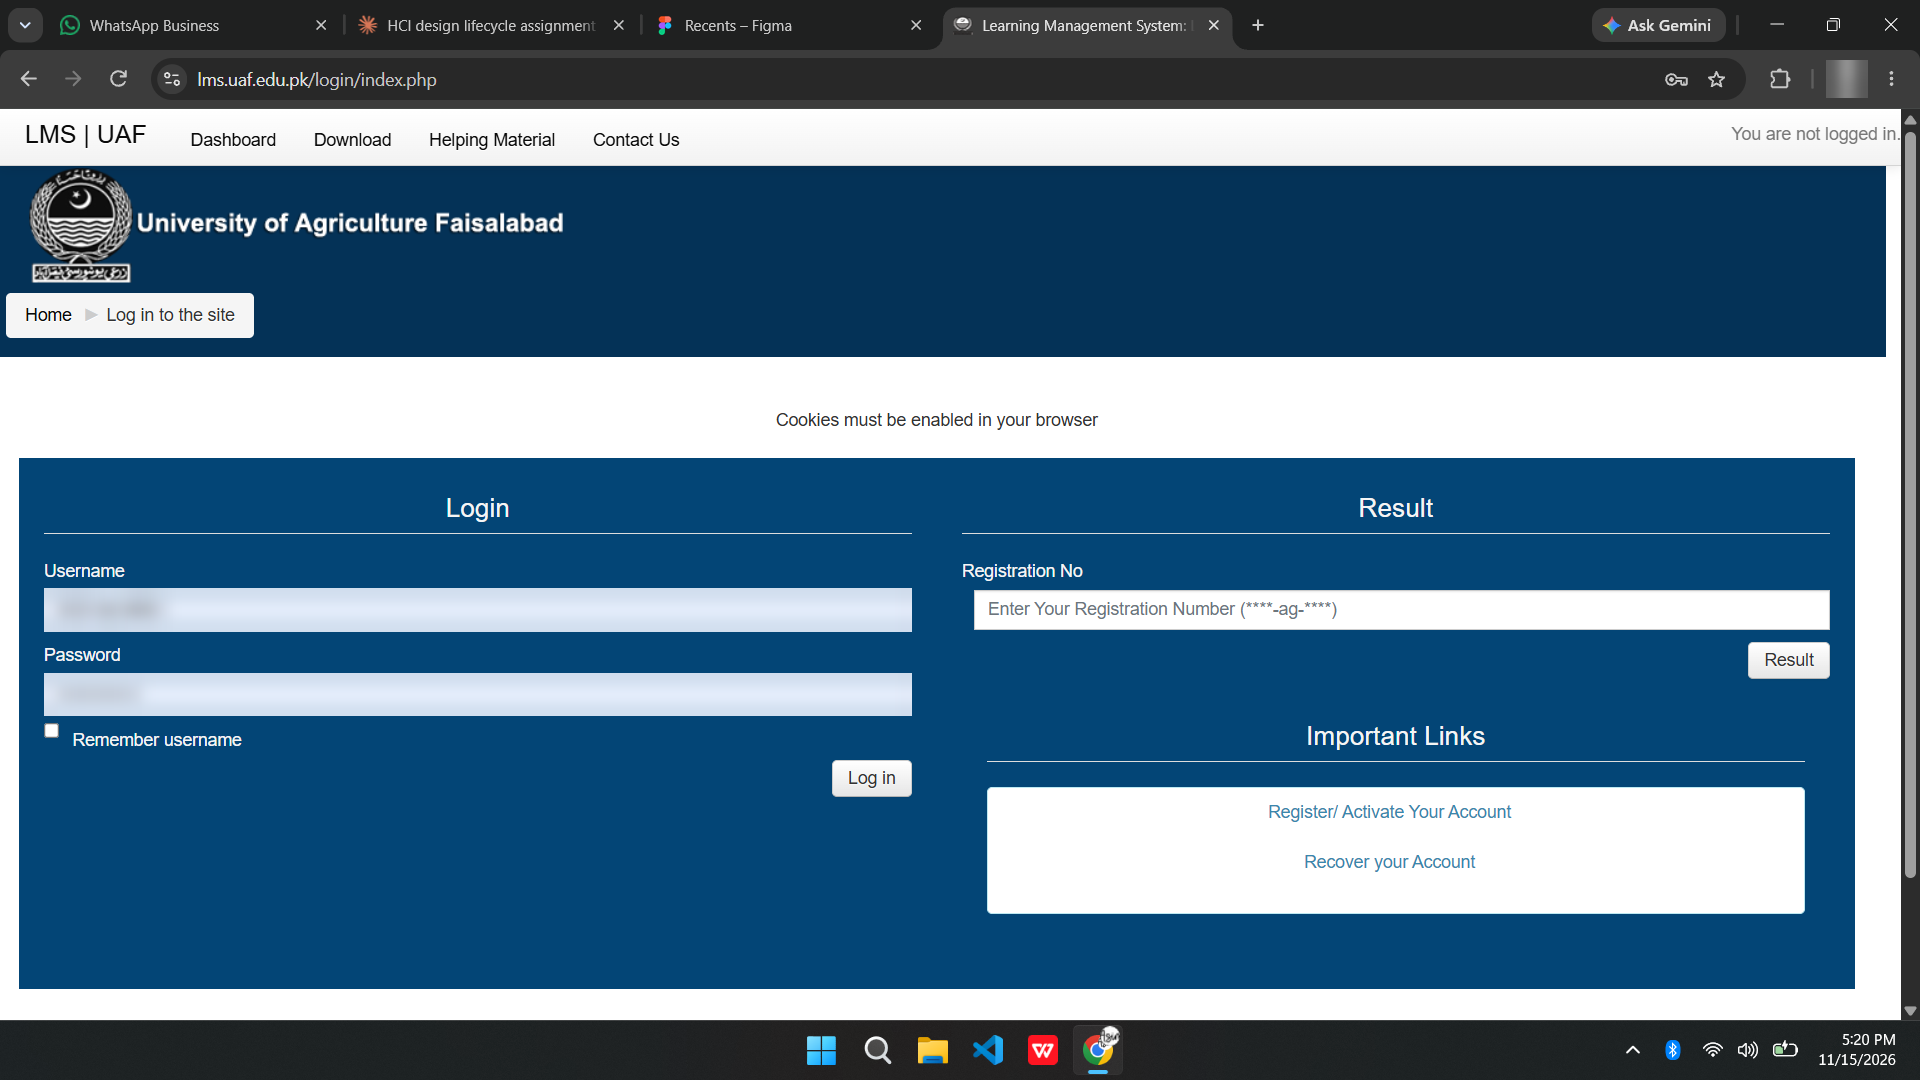 WhatsApp Business
HCI design lifecycle assignment
Recents – Figma
Learning Management System:
Ask Gemini
lms.uaf.edu.pk/login/index.php
LMS | UAF
Dashboard
Download
Helping Material
Contact Us
You are not logged in.
University of Agriculture Faisalabad
Home
Log in to the site
Cookies must be enabled in your browser
Login
Username
Password
Remember username
Log in
Result
Registration No
Enter Your Registration Number (****-ag-****)
Result
Important Links
Register/ Activate Your Account
Recover your Account
5:20 PM
11/15/2026